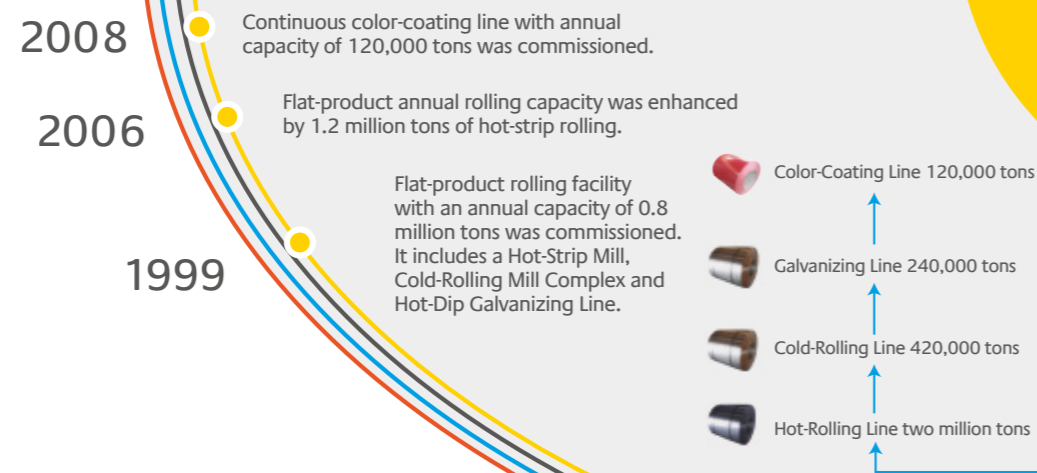 2008
Continuous color-coating line with annual
capacity of 120,000 tons was commissioned.
2006
Flat-product annual rolling capacity was enhanced
by 1.2 million tons of hot-strip rolling.
1999
Flat-product rolling facility
with an annual capacity of 0.8
million tons was commissioned.
It includes a Hot-Strip Mill,
Cold-Rolling Mill Complex and
Hot-Dip Galvanizing Line.
Color-Coating Line 120,000 tons
Galvanizing Line 240,000 tons
Cold-Rolling Line 420,000 tons
Hot-Rolling Line two million tons